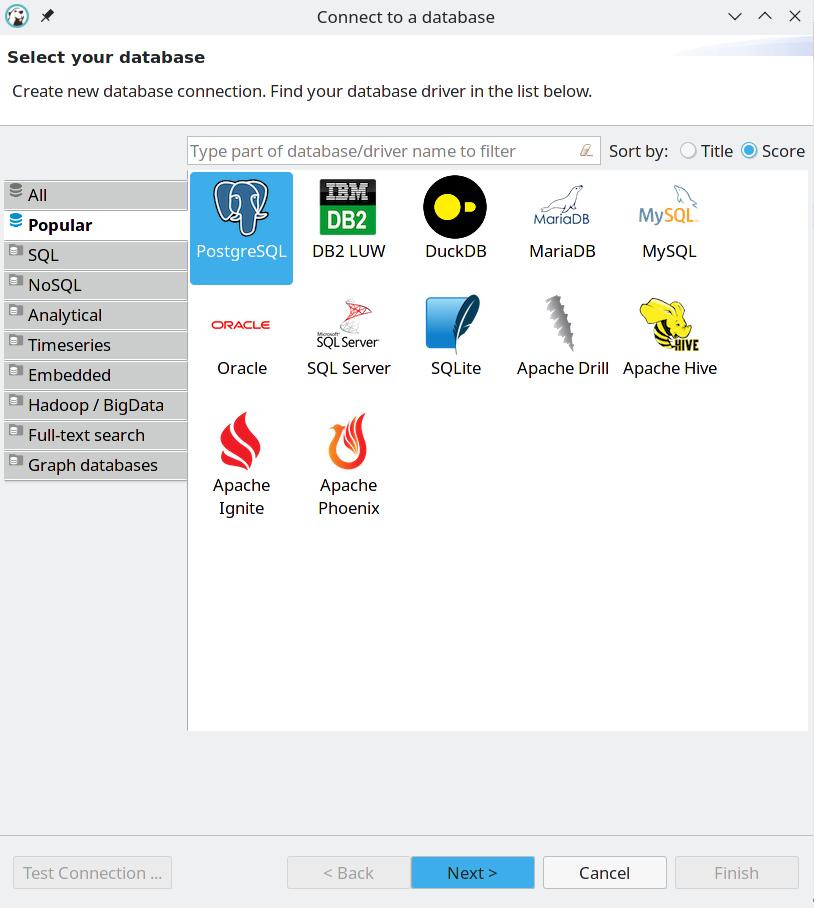 Connect to a database
Select your database
Create new database connection. Find your database driver in the list below.
Type part of database/driver name to filter
Sort by: Title Score
All
Popular
SQL
NoSQL
Analytical
Timeseries
Embedded
Hadoop / BigData
Full-text search
Graph databases
PostgreSQL
IBM
DB2
DB2 LUW
DuckDB
MariaDB
MariaDB
MySQL
MySQL
ORACLE
Oracle
Microsoft
SQL Server
SQL Server
SQLite
Apache Drill
HIVE
Apache Hive
Apache
Ignite
Apache
Phoenix
Test Connection ...
< Back
Next >
Cancel
Finish